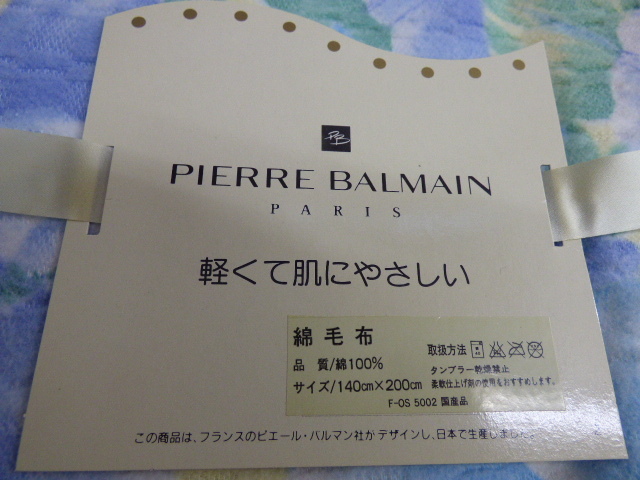 PB
PIERRE BALMAIN
PARIS
軽くて肌にやさしい
綿毛布
品 質/綿100%
サイズ/140cm×200cm
取扱方法
タンブラー乾燥禁止
柔軟仕上げ剤の使用をおすすめします。
F-OS 5002 国産品
この商品は、フランスのピエール・バルマン社がデザインし、日本で生産しました。